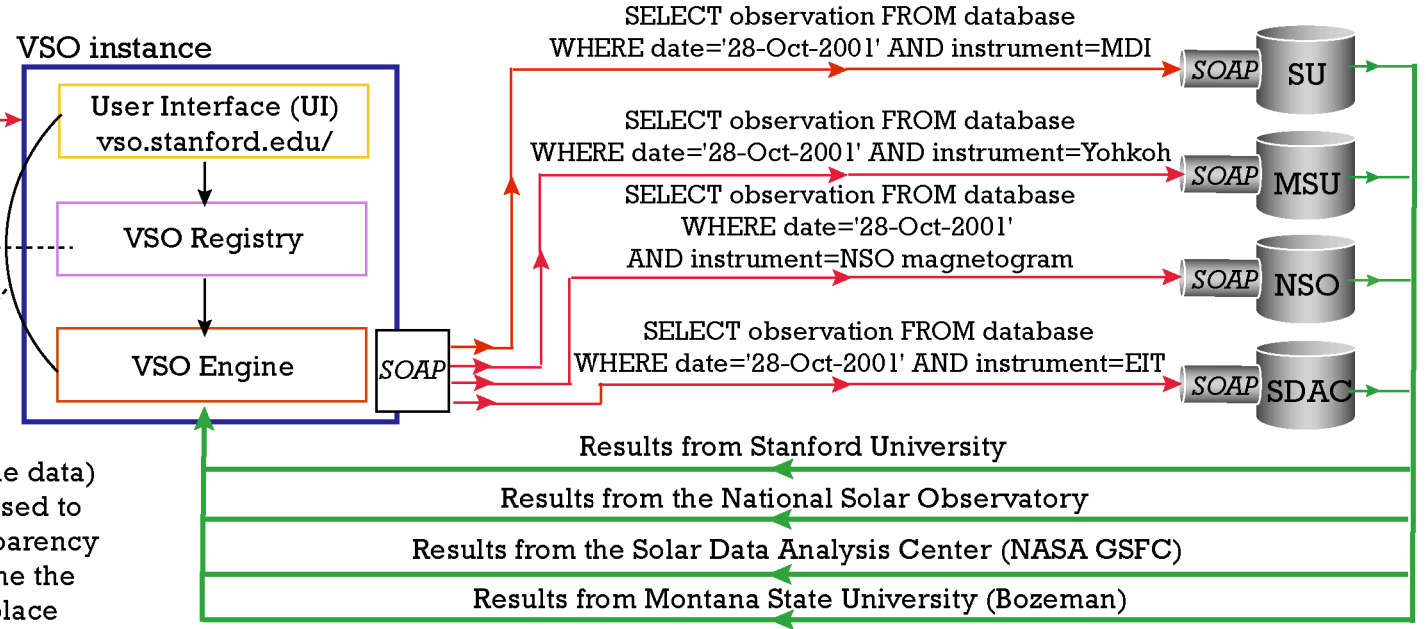 VSO instance
User Interface (UI)
vso.stanford.edu/
VSO Registry
VSO Engine
SOAP
SELECT observation FROM database
WHERE date='28-Oct-2001' AND instrument=MDI
SOAP
SU
SELECT observation FROM database
WHERE date='28-Oct-2001' AND instrument=Yohkoh
SOAP
MSU
SELECT observation FROM database
WHERE date='28-Oct-2001'
AND instrument=NSO magnetogram
SOAP
NSO
SELECT observation FROM database
WHERE date='28-Oct-2001' AND instrument=EIT
SOAP
SDAC
Results from Stanford University
Results from the National Solar Observatory
Results from the Solar Data Analysis Center (NASA GSFC)
Results from Montana State University (Bozeman)
data)
to
the